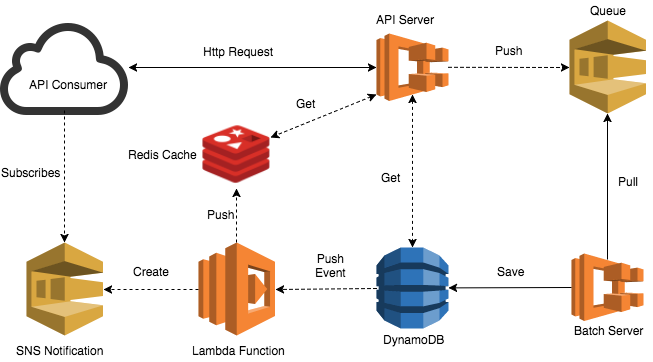 Queue
API Server
Http Request
Push
API Consumer
Get
Redis Cache
Subscribes
Get
Pull
Push
Push
Event
Create
Save
SNS Notification
Lambda Function
DynamoDB
Batch Server